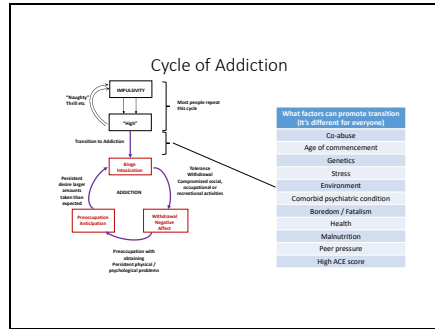 Cycle of Addiction
"Naughty"
Thrill etc
IMPULSIVITY
Most people repeat
this cycle
"High"
Transition to Addiction
Binge
Intoxication
Persistent
desire larger
amounts
taken than
expected
ADDICTION
Tolerance
Withdrawal
Compromised social,
occupational or
recreational activities
Preoccupation
Anticipation
Withdrawal
Negative
Affect
Preoccupation with
obtaining
Persistent physical /
psychological problems
What factors can promote transition
(It's different for everyone)
Co-abuse
Age of commencement
Genetics
Stress
Environment
Comorbid psychiatric condition
Boredom / Fatalism
Health
Malnutrition
Peer pressure
High ACE score